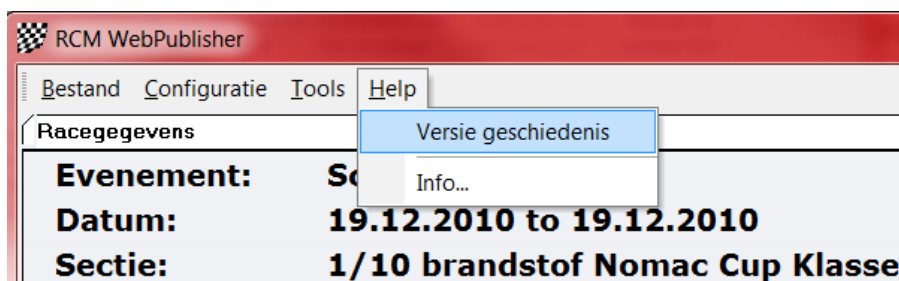 RCM WebPublisher
Bestand Configuratie Tools Help
Racegegevens
Versie geschiedenis
Info...
Evenement:
Datum: 19.12.2010 to 19.12.2010
Sectie: 1/10 brandstof Nomac Cup Klasse